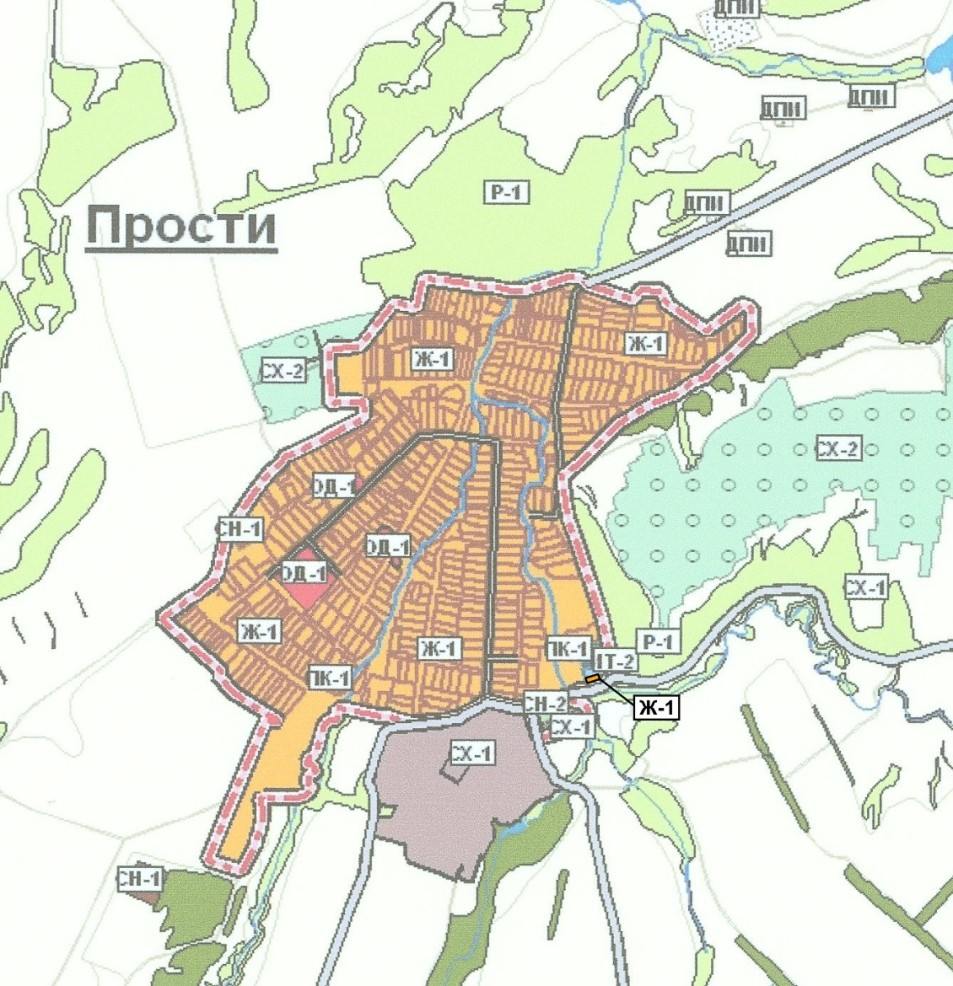 ДПИ
ДПИ
ДПИ
Р-1
ДПИ
Прости
ДПИ
Ж-1
Ж-1
СХ-2
СХ-2
ОД-1
СН-1
ОД-1
ОД-1
СХ-1
Ж-1
Р-1
Ж-1
ПК-1
ПК-1
СН-2
Ж-1
СХ-1
СХ-1
СН-1